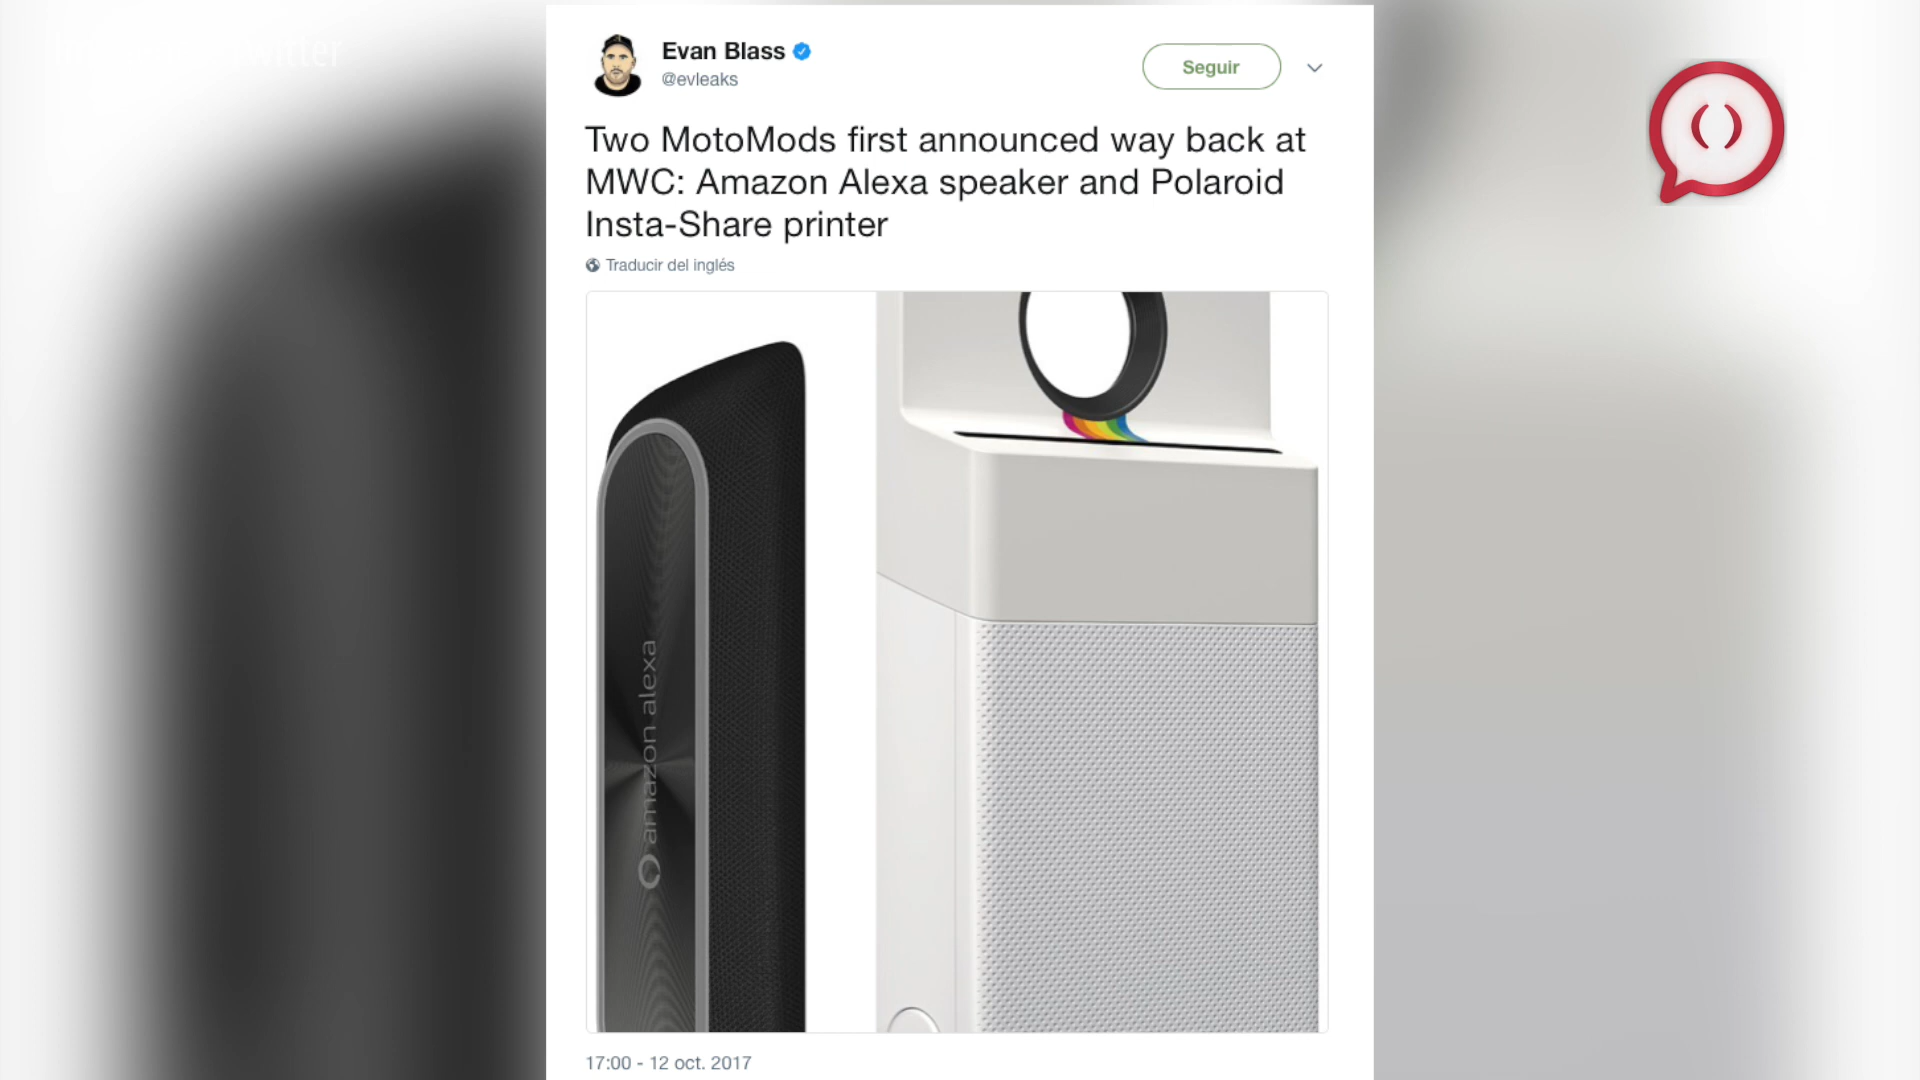 Twitter
Evan Blass
@evleaks
Seguir
Two MotoMods first announced way back at
MWC: Amazon Alexa speaker and Polaroid
Insta-Share printer
Traducir del inglés
amazon alexa
17:00 - 12 oct. 2017